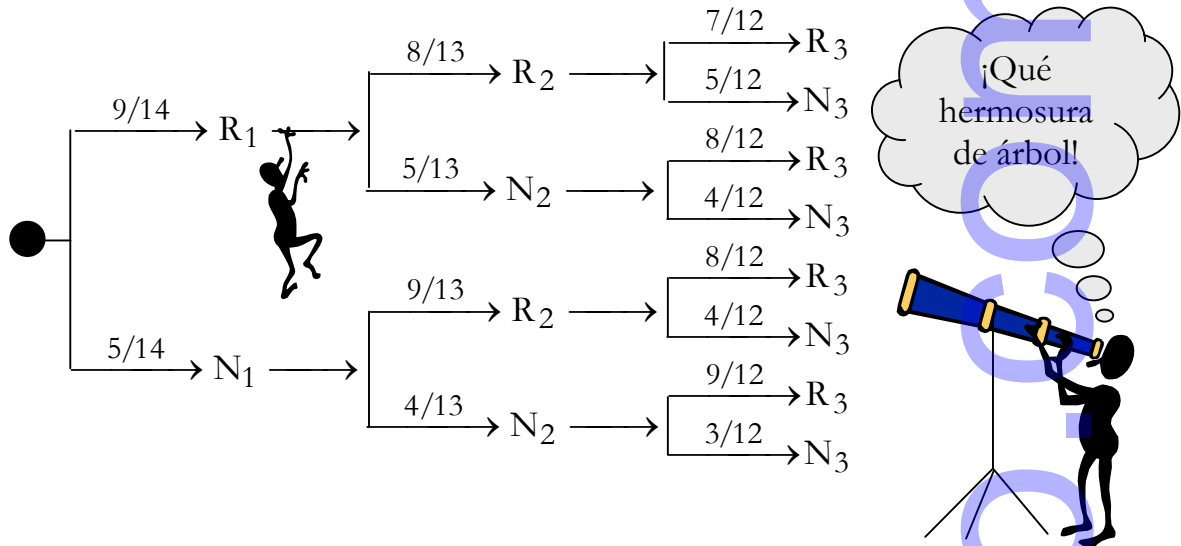 7/12
R3
8/13
R2
5/12
N3
9/14
R1
8/12
R3
5/13
N2
4/12
N3
8/12
R3
9/13
R2
4/12
N3
5/14
N1
9/12
R3
4/13
N2
3/12
N3
¡Qué
hermosura
de árbol!